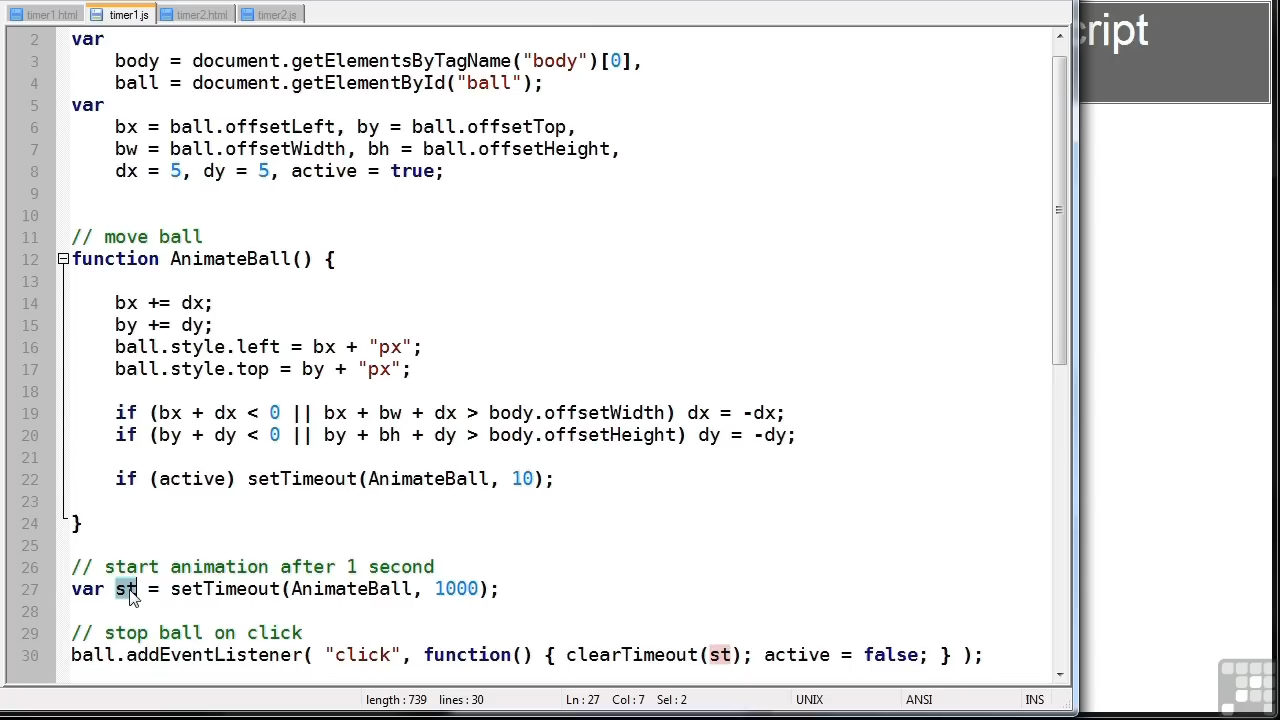 timer1.html timer1.js timer2.html timer2.js
cript
2 var
3 body = document.getElementsByTagName("body")[0],
4 ball = document.getElementById("ball");
5 var
6 bx = ball.offsetLeft, by = ball.offsetTop,
7 bw = ball.offsetWidth, bh = ball.offsetHeight,
8 dx = 5, dy = 5, active = true;
9
10
11 // move ball
12 function AnimateBall() {
13
14 bx += dx;
15 by += dy;
16 ball.style.left = bx + "px";
17 ball.style.top = by + "px";
18
19 if (bx + dx < 0 || bx + bw + dx > body.offsetWidth) dx = -dx;
20 if (by + dy < 0 || by + bh + dy > body.offsetHeight) dy = -dy;
21
22 if (active) setTimeout(AnimateBall, 10);
23
24 }
25
26 // start animation after 1 second
27 var st = setTimeout(AnimateBall, 1000);
28
29 // stop ball on click
30 ball.addEventListener( "click", function() { clearTimeout(st); active = false; } );
length : 739 lines : 30 Ln : 27 Col : 7 Sel : 2 UNIX ANSI INS